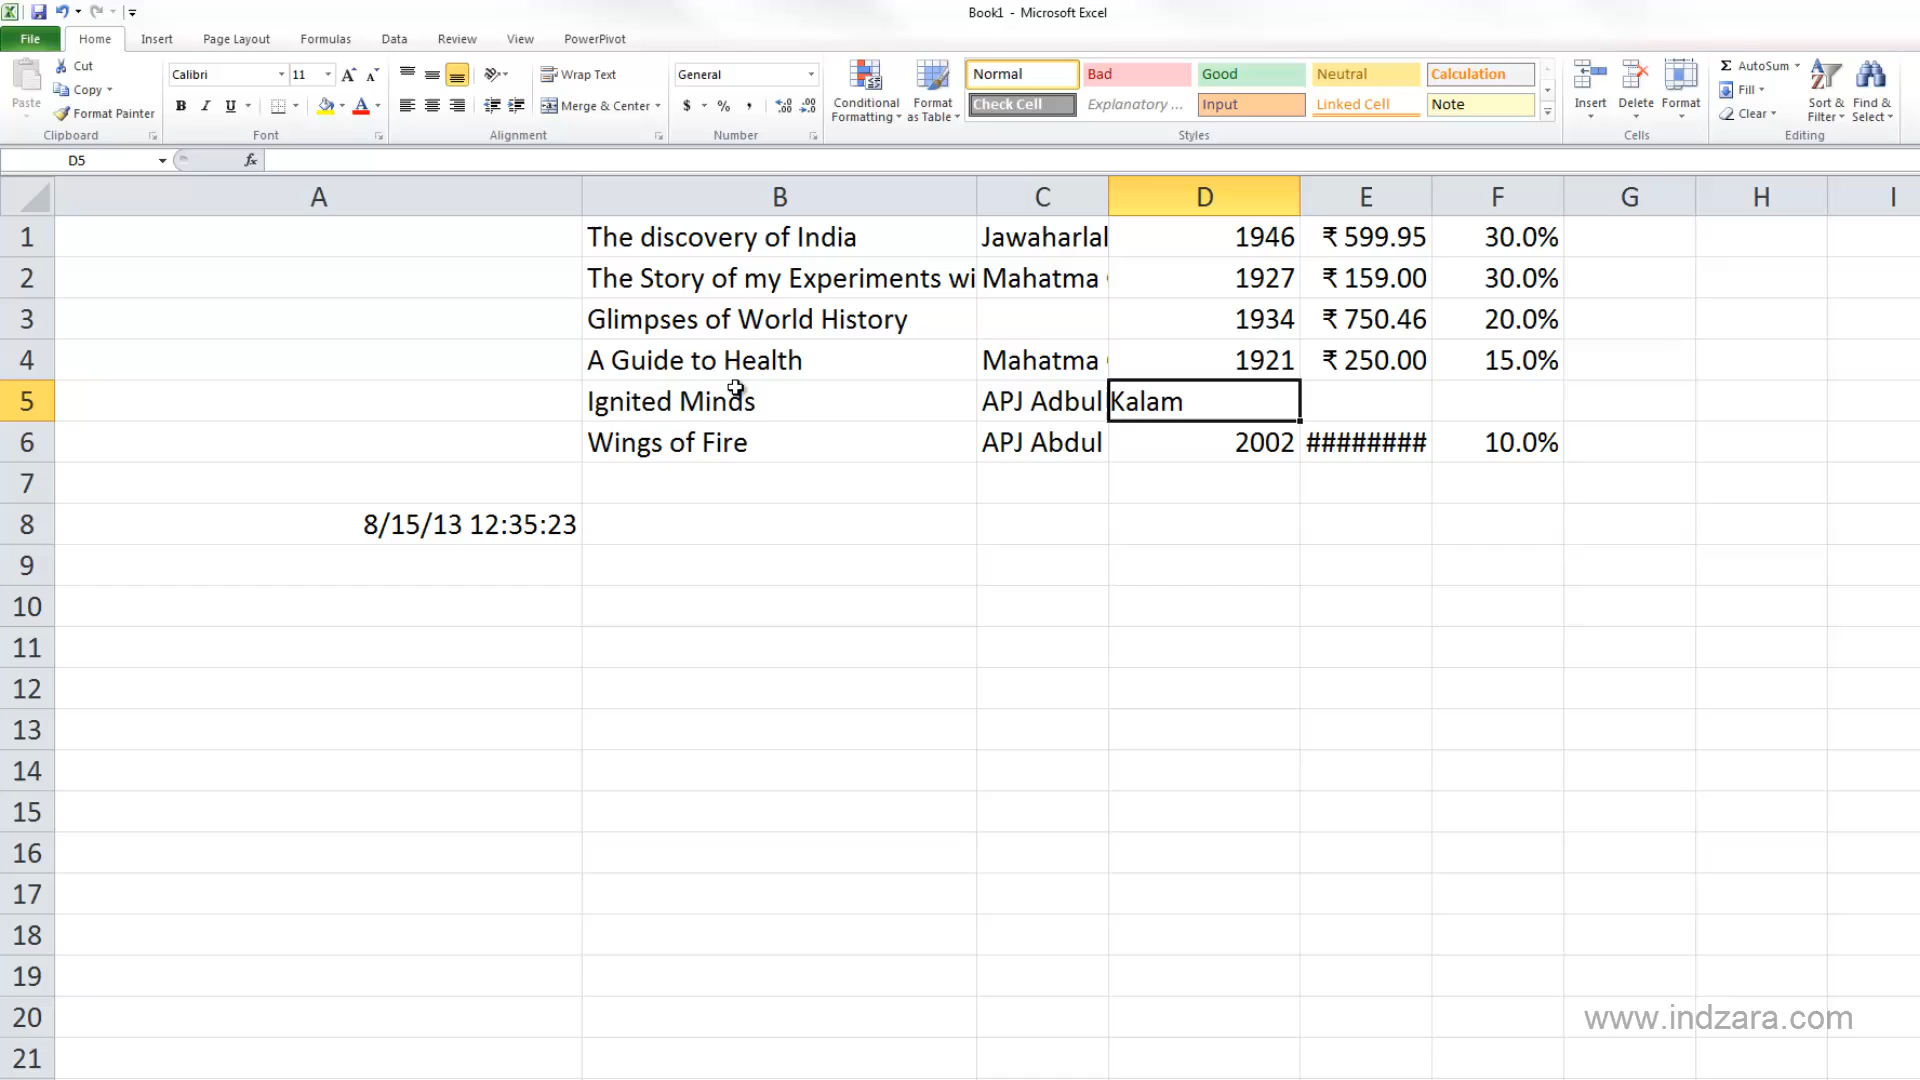 Book1 - Microsoft Excel
File Home Insert Page Layout Formulas Data Review View PowerPivot
Paste Cut Copy Format Painter Clipboard
Calibri 11 A A B I U A Font
Wrap Text Merge & Center Alignment
General $ % , Number
Conditional Formatting Format as Table
Normal Bad Good Neutral Calculation
Check Cell Explanatory ... Input Linked Cell Note
Styles
Insert Delete Format Cells
Σ AutoSum Fill Clear Sort & Filter Find & Select Editing
D5 fx
A B C D E F G H I
1 The discovery of India Jawaharlal 1946 ₹ 599.95 30.0%
2 The Story of my Experiments wi Mahatma 1927 ₹ 159.00 30.0%
3 Glimpses of World History 1934 ₹ 750.46 20.0%
4 A Guide to Health Mahatma 1921 ₹ 250.00 15.0%
5 Ignited Minds APJ Adbul Kalam
6 Wings of Fire APJ Abdul 2002 ######## 10.0%
7
8 8/15/13 12:35:23
9
10
11
12
13
14
15
16
17
18
19
20
www.indzara.com
21